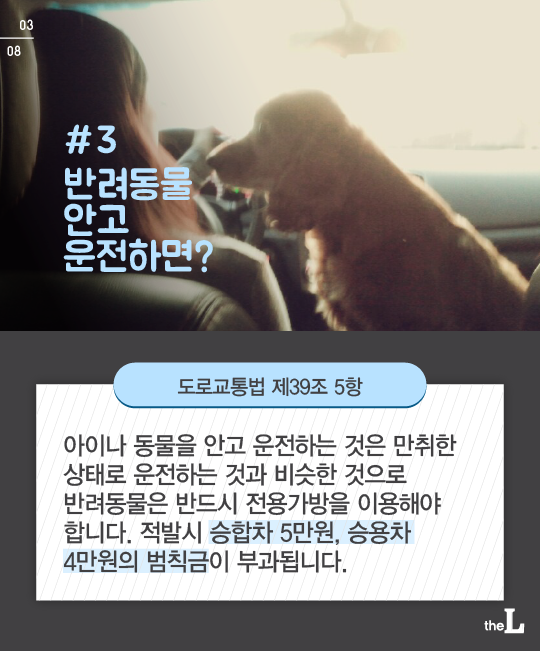 03
08
#3
반려동물
안고
운전하면?
도로교통법 제39조 5항
아이나 동물을 안고 운전하는 것은 만취한
상태로 운전하는 것과 비슷한 것으로
반려동물은 반드시 전용가방을 이용해야
합니다. 적발시 승합차 5만원, 승용차
4만원의 범칙금이 부과됩니다.
the L